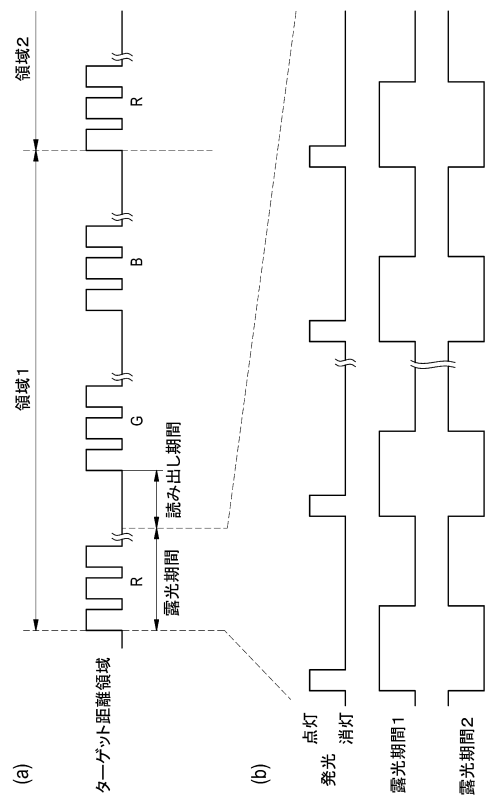 (a)
領域1
領域2
ターゲット距離領域
R
G
B
R
露光期間
読み出し期間
(b)
発光
点灯
消灯
露光期間1
露光期間2